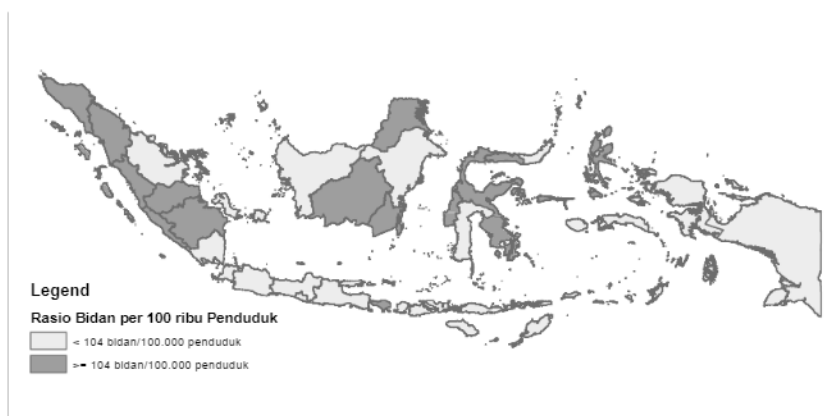 Legend
Rasio Bidan per 100 ribu Penduduk
< 104 bidan/100.000 penduduk
>= 104 bidan/100.000 penduduk